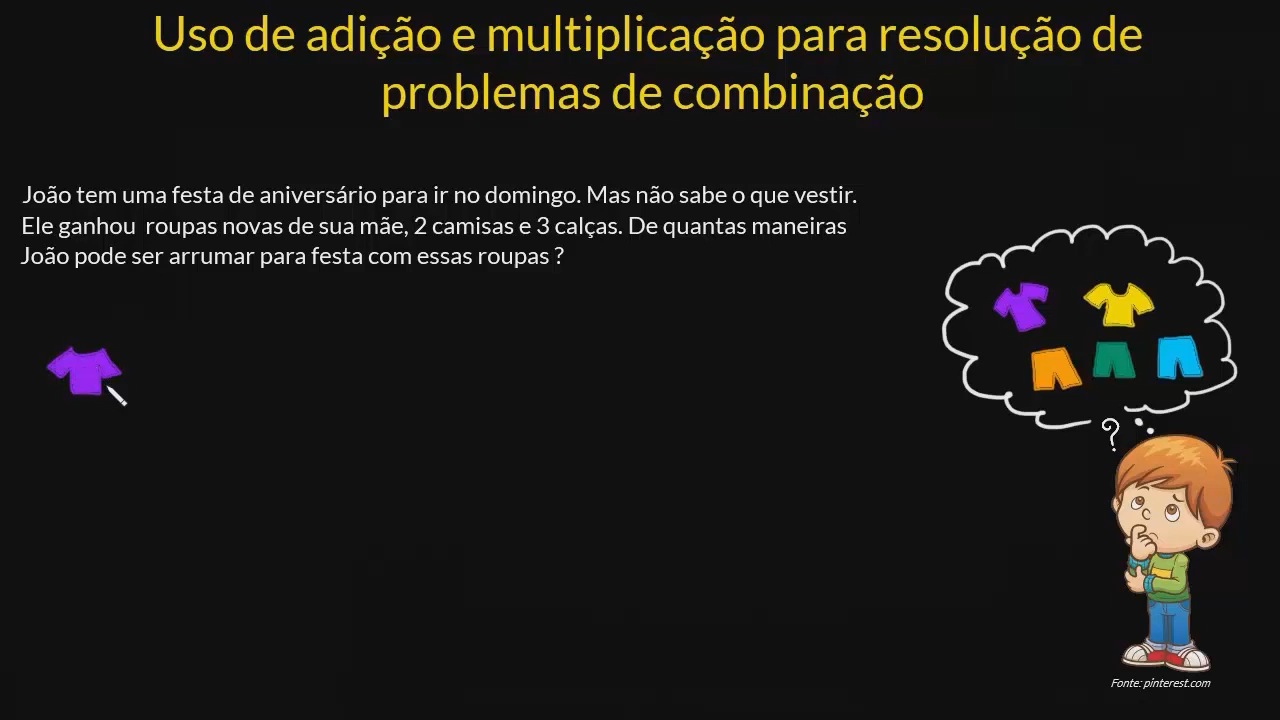 Uso de adição e multiplicação para resolução de
problemas de combinação
João tem uma festa de aniversário para ir no domingo. Mas não sabe o que vestir.
Ele ganhou  roupas novas de sua mãe, 2 camisas e 3 calças. De quantas maneiras
João pode ser arrumar para festa com essas roupas ?
?
Fonte: pinterest.com